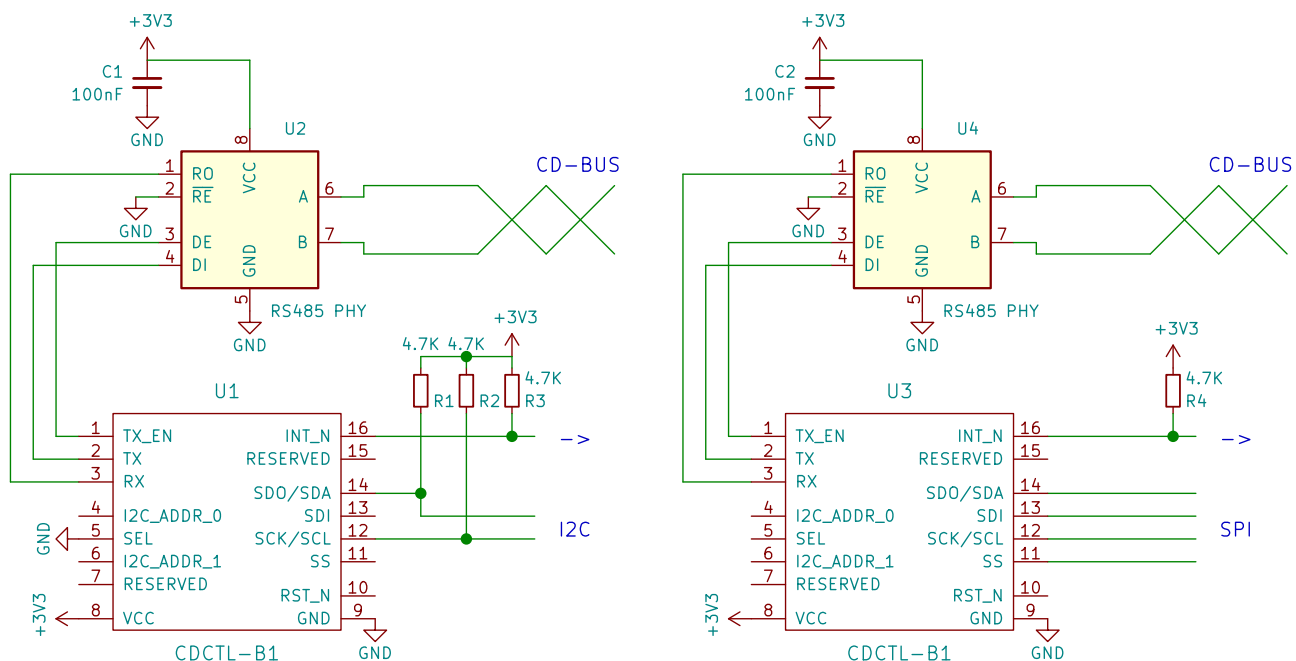 +3V3
C1
100nF
GND
U2
8
VCC
1
RO
2
RE
GND
3
DE
4
DI
A
6
B
7
GND
5
RS485 PHY
GND
CD-BUS
+3V3
4.7K
4.7K
4.7K
R1
R2
R3
U1
1
TX_EN
2
TX
3
RX
4
I2C_ADDR_0
5
SEL
GND
6
I2C_ADDR_1
7
RESERVED
8
VCC
+3V3
INT_N
16
->
RESERVED
15
SDO/SDA
14
SDI
13
I2C
SCK/SCL
12
SS
11
RST_N
10
GND
9
GND
CDCTL-B1
+3V3
C2
100nF
GND
U4
8
VCC
1
RO
2
RE
GND
3
DE
4
DI
A
6
B
7
GND
5
RS485 PHY
GND
CD-BUS
+3V3
4.7K
R4
U3
1
TX_EN
2
TX
3
RX
4
I2C_ADDR_0
5
SEL
6
I2C_ADDR_1
7
RESERVED
8
VCC
+3V3
INT_N
16
->
RESERVED
15
SDO/SDA
14
SDI
13
SPI
SCK/SCL
12
SS
11
RST_N
10
GND
9
GND
CDCTL-B1